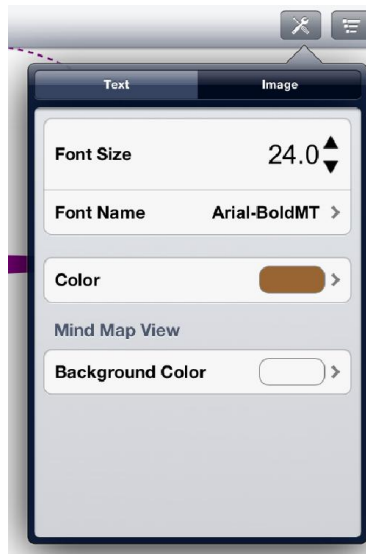 Text Image
Font Size 24.0
Font Name Arial-BoldMT
Color
Mind Map View
Background Color